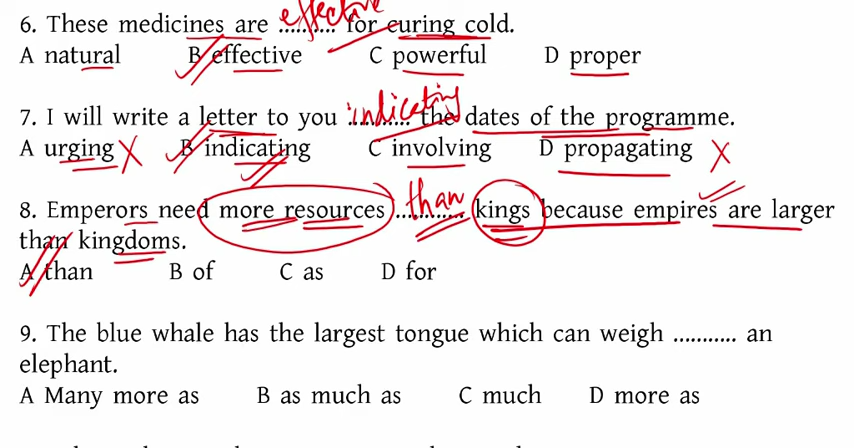 effective
6. These medicines are .......... for curing cold.
A natural B effective C powerful D proper
indicating
7. I will write a letter to you ........... the dates of the programme.
A urging B indicating C involving D propagating
than
8. Emperors need more resources ............ kings because empires are larger
than kingdoms.
A than B of C as D for
9. The blue whale has the largest tongue which can weigh ........... an
elephant.
A Many more as B as much as C much D more as